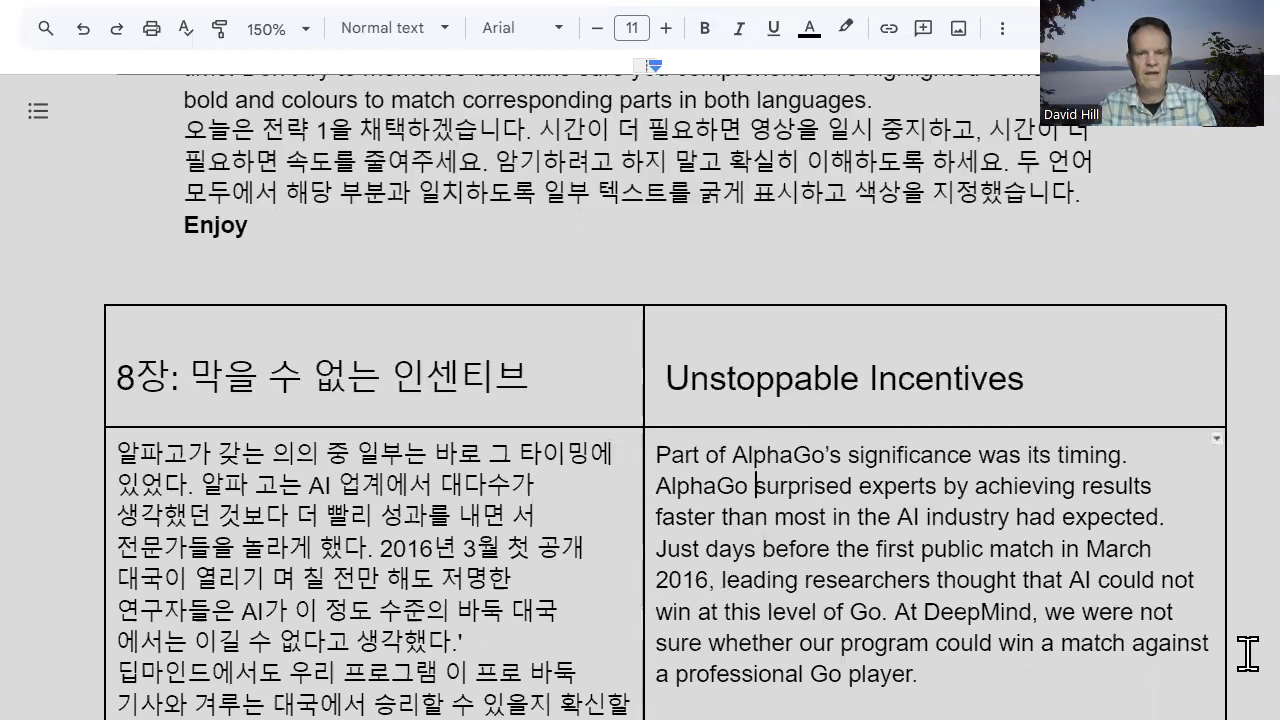 150%
Normal text
Arial
11
B
I
U
A
David Hill
bold and colours to match corresponding parts in both languages.
오늘은 전략 1을 채택하겠습니다. 시간이 더 필요하면 영상을 일시 중지하고, 시간이 더
필요하면 속도를 줄여주세요. 암기하려고 하지 말고 확실히 이해하도록 하세요. 두 언어
모두에서 해당 부분과 일치하도록 일부 텍스트를 굵게 표시하고 색상을 지정했습니다.
Enjoy
8장: 막을 수 없는 인센티브
알파고가 갖는 의의 중 일부는 바로 그 타이밍에
있었다. 알파 고는 AI 업계에서 대다수가
생각했던 것보다 더 빨리 성과를 내면 서
전문가들을 놀라게 했다. 2016년 3월 첫 공개
대국이 열리기 며 칠 전만 해도 저명한
연구자들은 AI가 이 정도 수준의 바둑 대국
에서는 이길 수 없다고 생각했다.'
딥마인드에서도 우리 프로그램 이 프로 바둑
기사와 겨루는 대국에서 승리할 수 있을지 확신할
Unstoppable Incentives
Part of AlphaGo’s significance was its timing.
AlphaGo surprised experts by achieving results
faster than most in the AI industry had expected.
Just days before the first public match in March
2016, leading researchers thought that AI could not
win at this level of Go. At DeepMind, we were not
sure whether our program could win a match against
a professional Go player.